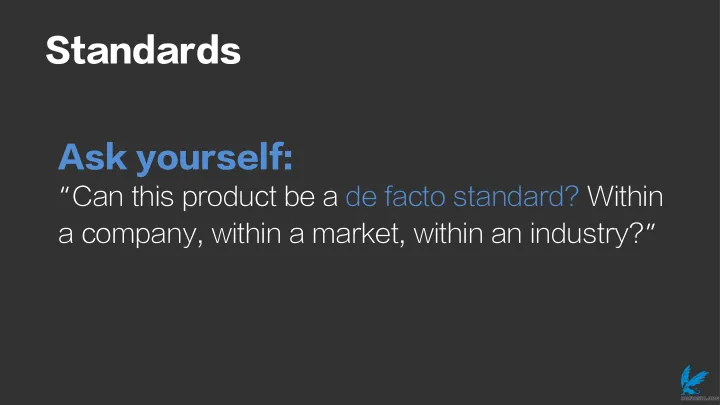 Standards
Ask yourself:
“Can this product be a de facto standard? Within
a company, within a market, within an industry?”